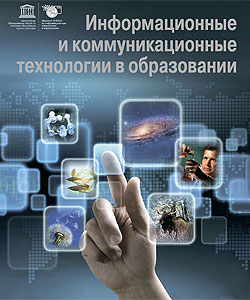 Информационные
и коммуникационные
технологии в образовании